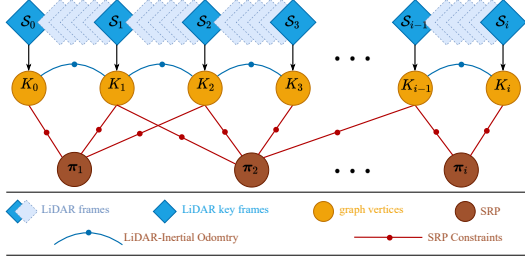 S₀ S₁ S₂ S₃ Sᵢ₋₁ Sᵢ
K₀ K₁ K₂ K₃ Kᵢ₋₁ Kᵢ
π₁ π₂ πᵢ
LiDAR frames LiDAR key frames graph vertices SRP
LiDAR-Inertial Odomtry SRP Constraints